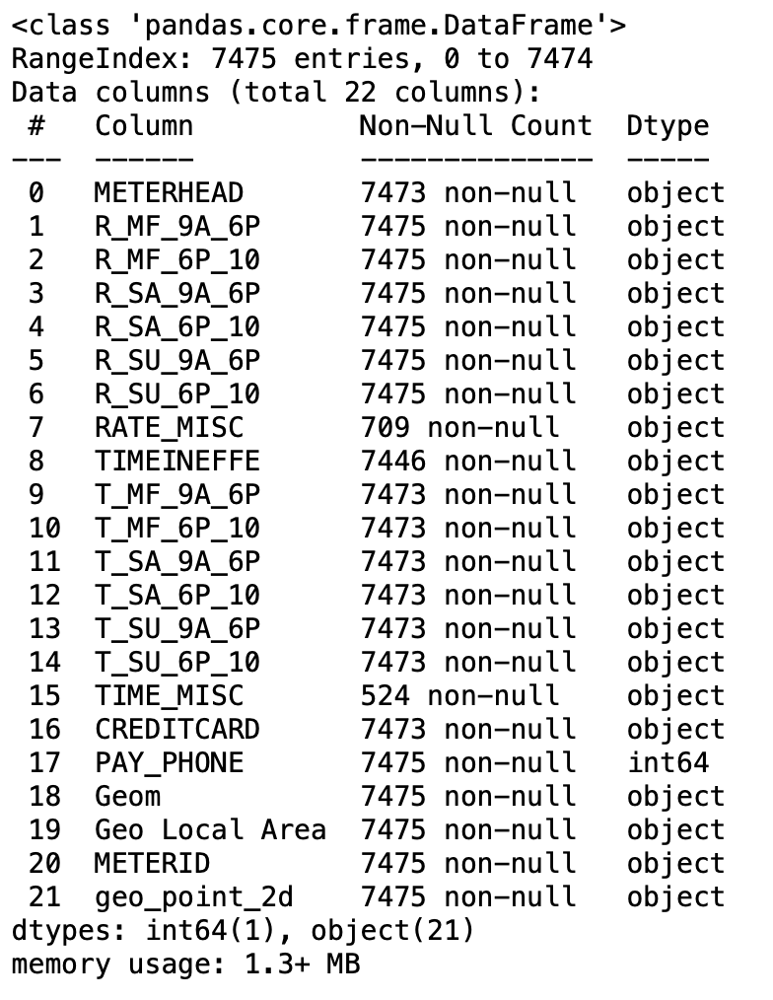 <class 'pandas.core.frame.DataFrame'>
RangeIndex: 7475 entries, 0 to 7474
Data columns (total 22 columns):
 #   Column          Non-Null Count  Dtype
---  ------          --------------  -----
 0   METERHEAD       7473 non-null   object
 1   R_MF_9A_6P      7475 non-null   object
 2   R_MF_6P_10      7475 non-null   object
 3   R_SA_9A_6P      7475 non-null   object
 4   R_SA_6P_10      7475 non-null   object
 5   R_SU_9A_6P      7475 non-null   object
 6   R_SU_6P_10      7475 non-null   object
 7   RATE_MISC       709 non-null    object
 8   TIMEINEFFE      7446 non-null   object
 9   T_MF_9A_6P      7473 non-null   object
 10  T_MF_6P_10      7473 non-null   object
 11  T_SA_9A_6P      7473 non-null   object
 12  T_SA_6P_10      7473 non-null   object
 13  T_SU_9A_6P      7473 non-null   object
 14  T_SU_6P_10      7473 non-null   object
 15  TIME_MISC       524 non-null    object
 16  CREDITCARD      7473 non-null   object
 17  PAY_PHONE       7475 non-null   int64
 18  Geom            7475 non-null   object
 19  Geo Local Area  7475 non-null   object
 20  METERID         7475 non-null   object
 21  geo_point_2d    7475 non-null   object
dtypes: int64(1), object(21)
memory usage: 1.3+ MB